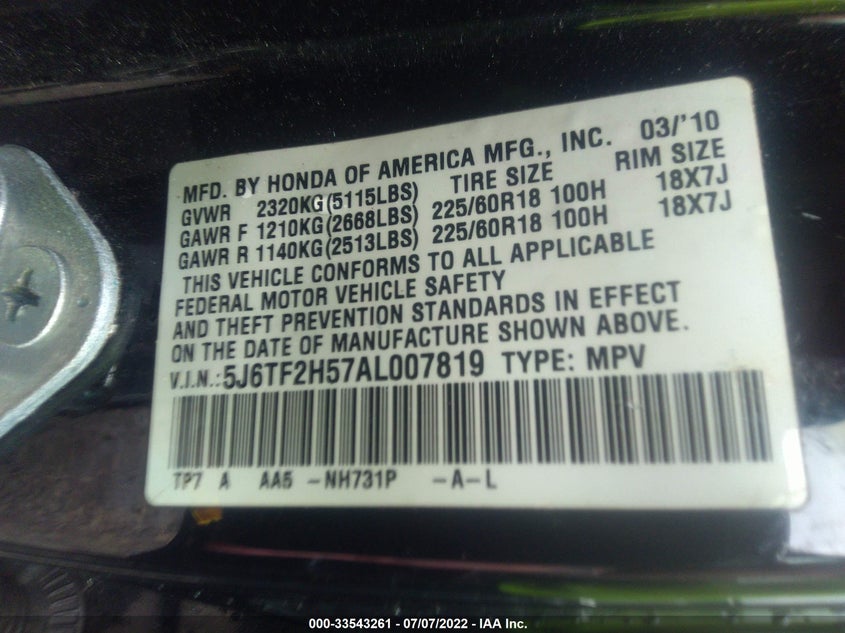 MFD. BY HONDA OF AMERICA MFG., INC. 03/'10
GVWR 2320KG(5115LBS) TIRE SIZE RIM SIZE
GAWR F 1210KG(2668LBS) 225/60R18 100H 18X7J
GAWR R 1140KG(2513LBS) 225/60R18 100H 18X7J
THIS VEHICLE CONFORMS TO ALL APPLICABLE
FEDERAL MOTOR VEHICLE SAFETY
AND THEFT PREVENTION STANDARDS IN EFFECT
ON THE DATE OF MANUFACTURE SHOWN ABOVE.
V.I.N.:5J6TF2H57AL007819 TYPE: MPV
TP7 A AA5 -NH731P -A-L
000-33543261 - 07/07/2022 - IAA Inc.